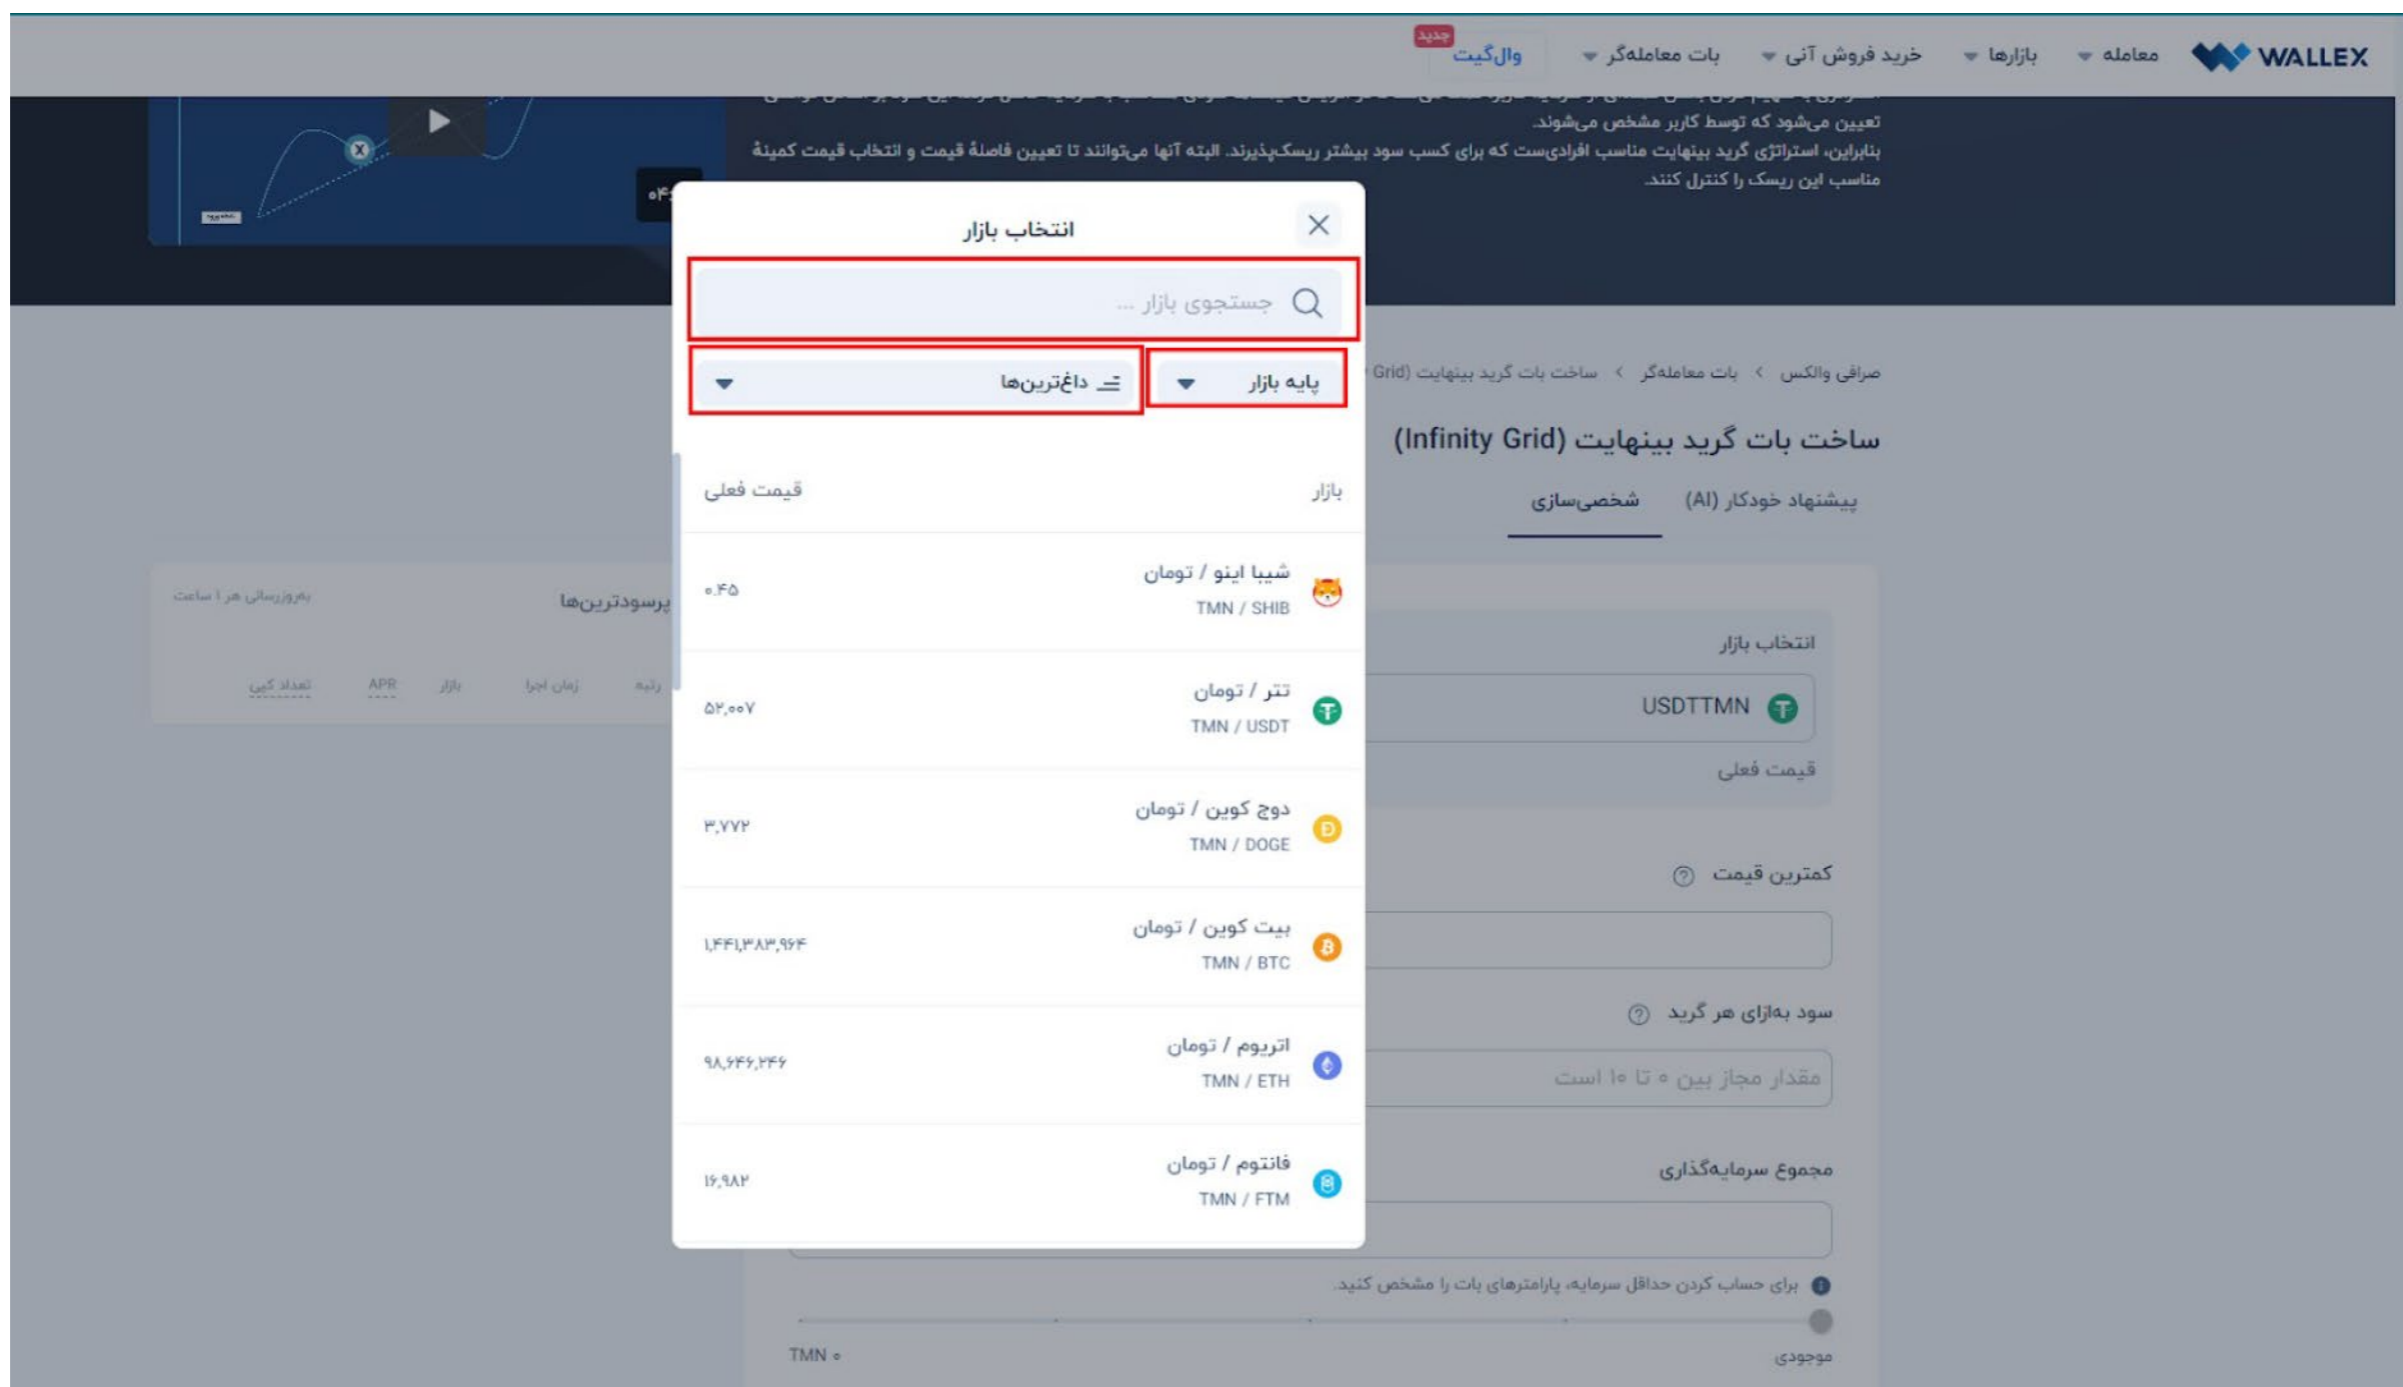 WALLEX
معامله
بازارها
خرید فروش آنی
بات معامله‌گر
وال‌گیت
جدید
تعیین می‌شود که توسط کاربر مشخص می‌شوند.
بنابراین، استراتژی گرید بینهایت مناسب افرادی‌ست که برای کسب سود بیشتر ریسک‌پذیرند. البته آنها می‌توانند تا تعیین فاصلهٔ قیمت و انتخاب قیمت کمینهٔ
مناسب این ریسک را کنترل کنند.
صرافی والکس > بات معامله‌گر > ساخت بات گرید بینهایت (Grid
ساخت بات گرید بینهایت (Infinity Grid)
پیشنهاد خودکار (AI)
شخصی‌سازی
انتخاب بازار
جستجوی بازار ...
پایه بازار
داغ‌ترین‌ها
بازار
قیمت فعلی
شیبا اینو / تومان
TMN / SHIB
۰.۴۵
تتر / تومان
TMN / USDT
۵۲,۰۰۷
دوج کوین / تومان
TMN / DOGE
۳,۷۷۲
بیت کوین / تومان
TMN / BTC
۱,۴۴۱,۳۸۳,۹۶۴
اتریوم / تومان
TMN / ETH
۹۸,۶۴۶,۲۴۶
فانتوم / تومان
TMN / FTM
۱۶,۹۸۲
انتخاب بازار
USDTTMN
قیمت فعلی
کمترین قیمت
سود به‌ازای هر گرید
مقدار مجاز بین ۰ تا ۱۰ است
مجموع سرمایه‌گذاری
برای حساب کردن حداقل سرمایه، پارامترهای بات را مشخص کنید.
موجودی
۰ TMN
پرسودترین‌ها
به‌روزرسانی هر ۱ ساعت
رتبه
زمان اجرا
بازار
APR
تعداد کپی